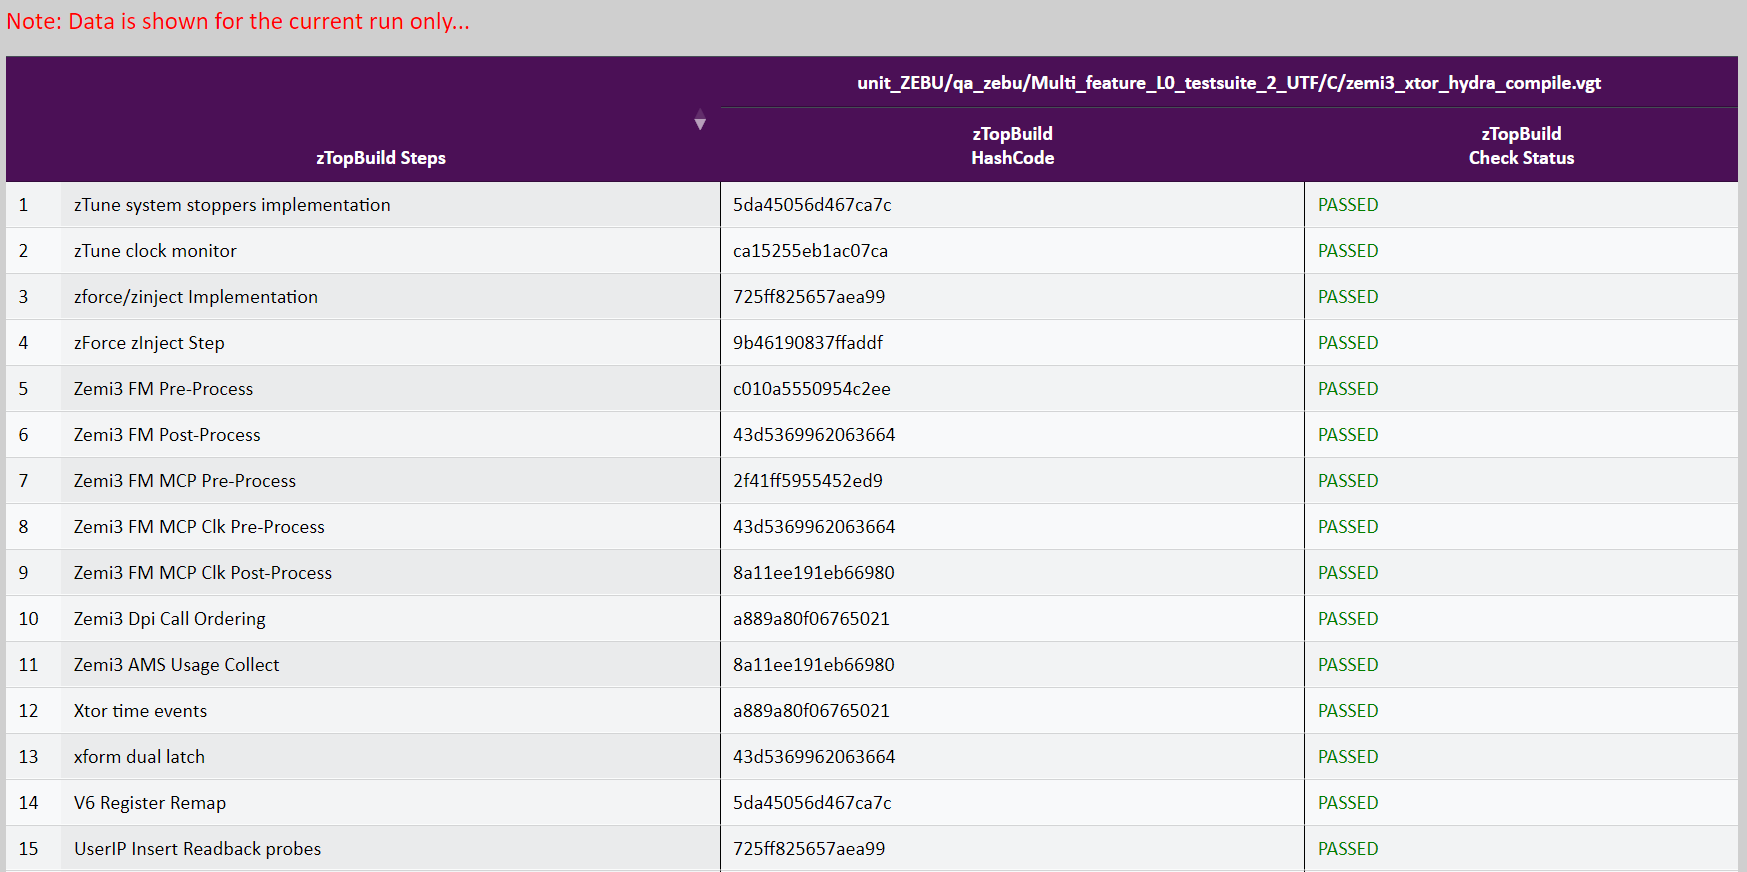 Note: Data is shown for the current run only...
unit_ZEBU/qa_zebu/Multi_feature_L0_testsuite_2_UTF/C/zemi3_xtor_hydra_compile.vgt
zTopBuild Steps
zTopBuild
HashCode
zTopBuild
Check Status
1 zTune system stoppers implementation 5da45056d467ca7c PASSED
2 zTune clock monitor ca15255eb1ac07ca PASSED
3 zforce/zinject Implementation 725ff825657aea99 PASSED
4 zForce zInject Step 9b46190837ffaddf PASSED
5 Zemi3 FM Pre-Process c010a5550954c2ee PASSED
6 Zemi3 FM Post-Process 43d5369962063664 PASSED
7 Zemi3 FM MCP Pre-Process 2f41ff5955452ed9 PASSED
8 Zemi3 FM MCP Clk Pre-Process 43d5369962063664 PASSED
9 Zemi3 FM MCP Clk Post-Process 8a11ee191eb66980 PASSED
10 Zemi3 Dpi Call Ordering a889a80f06765021 PASSED
11 Zemi3 AMS Usage Collect 8a11ee191eb66980 PASSED
12 Xtor time events a889a80f06765021 PASSED
13 xform dual latch 43d5369962063664 PASSED
14 V6 Register Remap 5da45056d467ca7c PASSED
15 UserIP Insert Readback probes 725ff825657aea99 PASSED